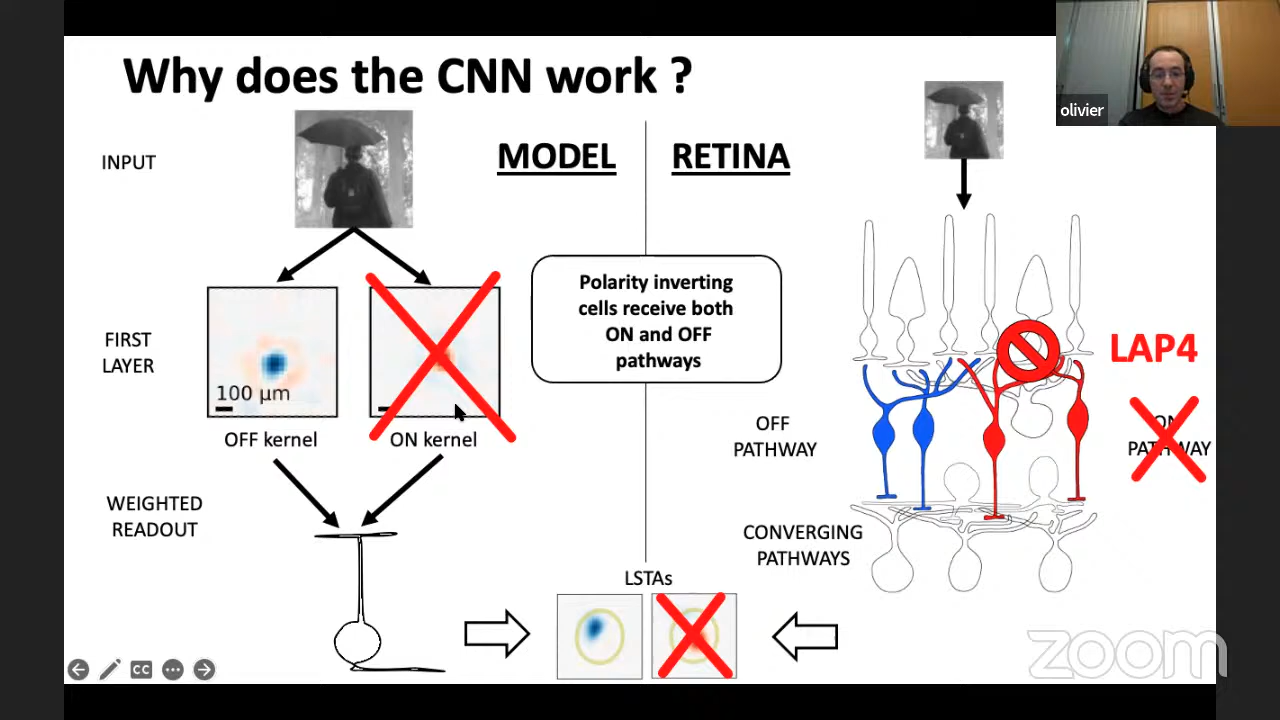 Why does the CNN work ?
olivier
INPUT
MODEL
RETINA
Polarity inverting
cells receive both
ON and OFF
pathways
FIRST
LAYER
100 µm
OFF kernel
ON kernel
LAP4
OFF
PATHWAY
ON
PATHWAY
WEIGHTED
READOUT
CONVERGING
PATHWAYS
LSTAs
CC
zoom